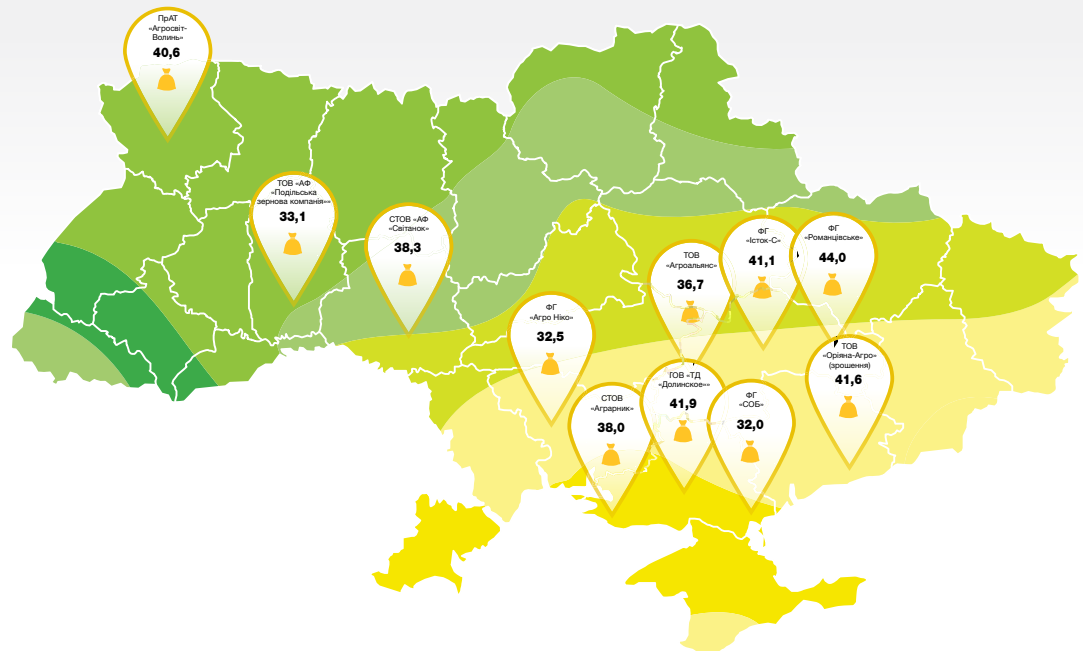 ПрАТ
«Агросвіт-
Волинь»
40,6
ТОВ «АФ
«Подільська
зернова компанія»»
33,1
СТОВ «АФ
«Світанок»
38,3
ФГ
«Агро Ніко»
32,5
ТОВ
«Агроальянс»
36,7
ФГ
«Істок-С»
41,1
ФГ
«Романцівське»
44,0
СТОВ
«Аграрник»
38,0
ГОВ «ТД
«Долинское»»
41,9
ФГ
«СОБ»
32,0
ТОВ
«Оріяна-Агро»
(зрошення)
41,6